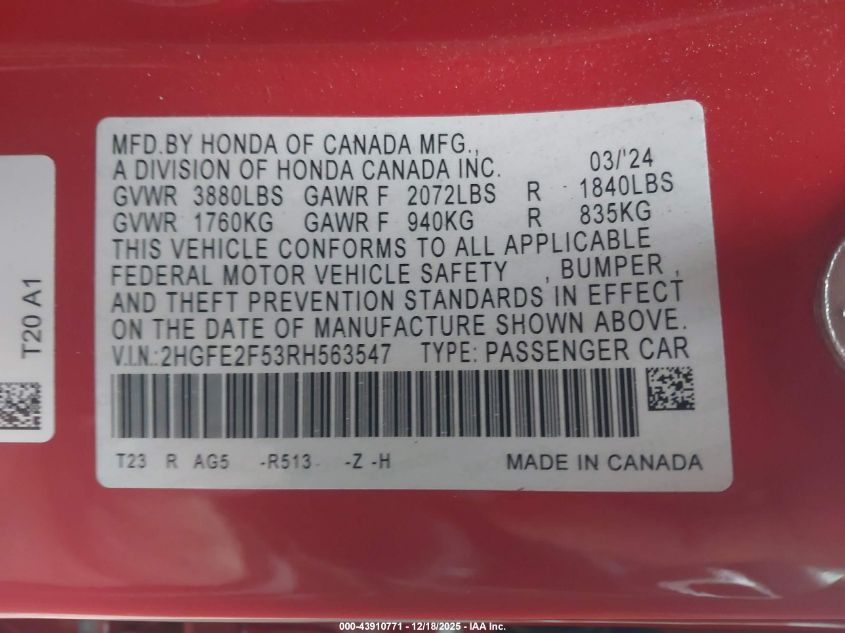 MFD.BY HONDA OF CANADA MFG.,
A DIVISION OF HONDA CANADA INC. 03/'24
GVWR 3880LBS GAWR F 2072LBS R 1840LBS
GVWR 1760KG GAWR F 940KG R 835KG
THIS VEHICLE CONFORMS TO ALL APPLICABLE
FEDERAL MOTOR VEHICLE SAFETY , BUMPER ,
AND THEFT PREVENTION STANDARDS IN EFFECT
ON THE DATE OF MANUFACTURE SHOWN ABOVE.
V.I.N.:2HGFE2F53RH563547 TYPE: PASSENGER CAR
T23 R AG5 -R513- -Z -H MADE IN CANADA
T20 A1
000-43910771 - 12/18/2025 - IAA Inc.